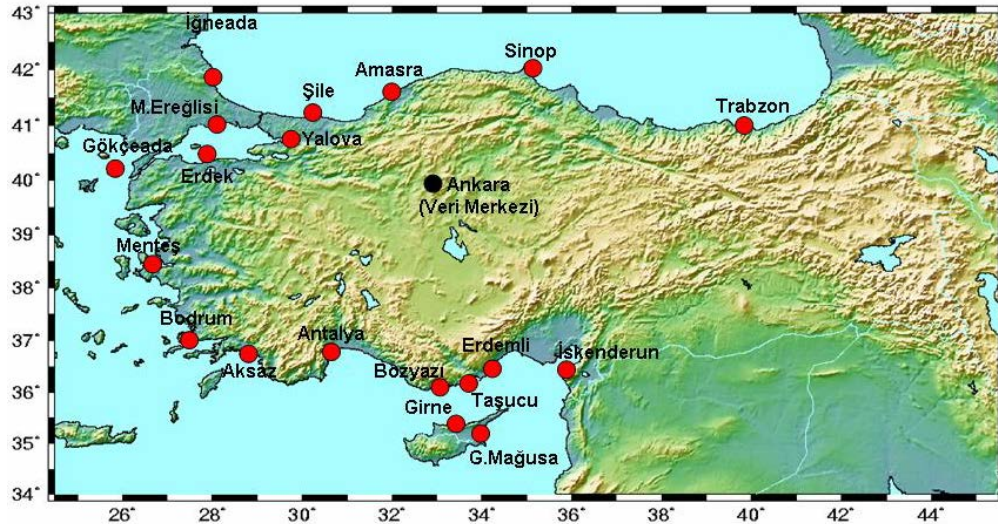 43°
İğneada
Sinop
42°
Amasra
Şile
M.Ereğlisi
Trabzon
41°
Yalova
Gökçeada
Erdek
40°
Ankara
(Veri Merkezi)
39°
Menteş
38°
Bodrum
37°
Antalya
Erdemli
İskenderun
Aksaz
Bozyazı
36°
Taşucu
Girne
35°
G.Mağusa
34°
26° 28° 30° 32° 34° 36° 38° 40° 42° 44°